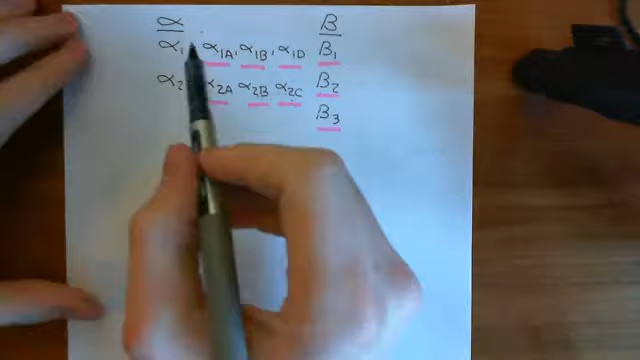 α β
α₁ α₁A, α₁B, α₁D β₁
α₂ α₂A α₂B α₂C β₂
β₃